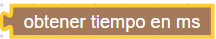 obtener tiempo en ms